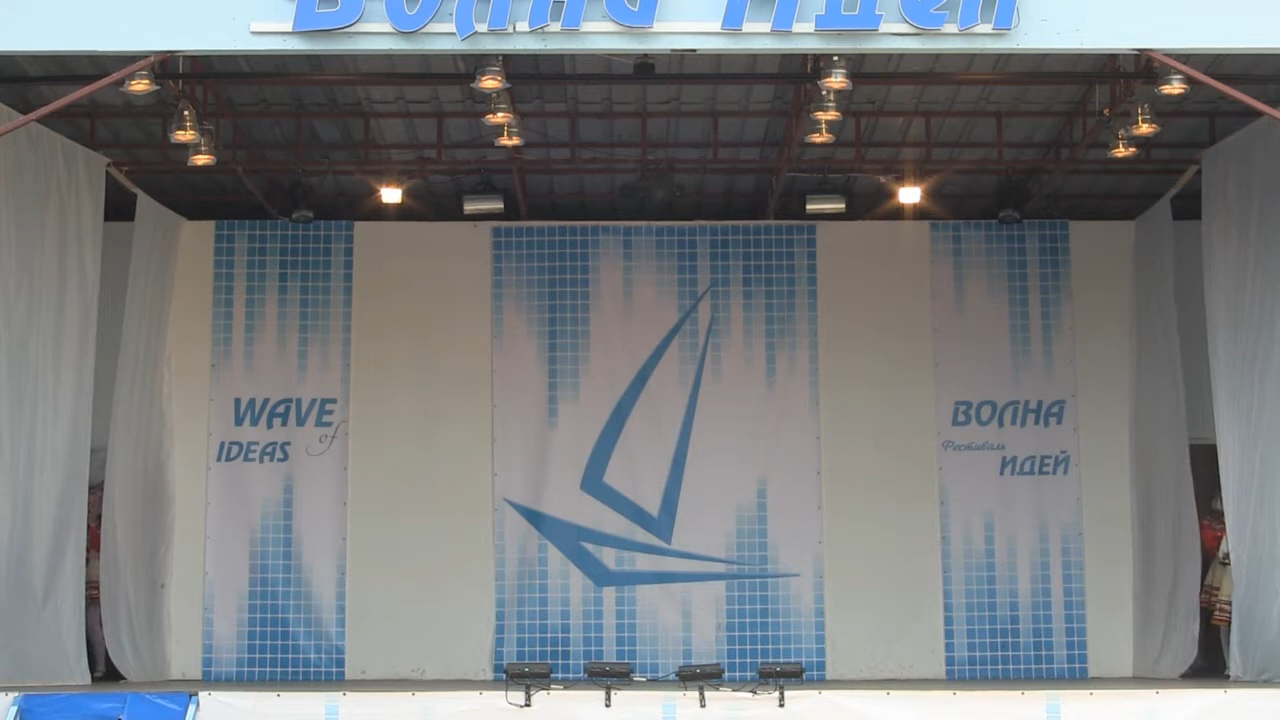 Волна Идей
WAVE
of
IDEAS
ВОЛНА
Фестиваль
ИДЕЙ